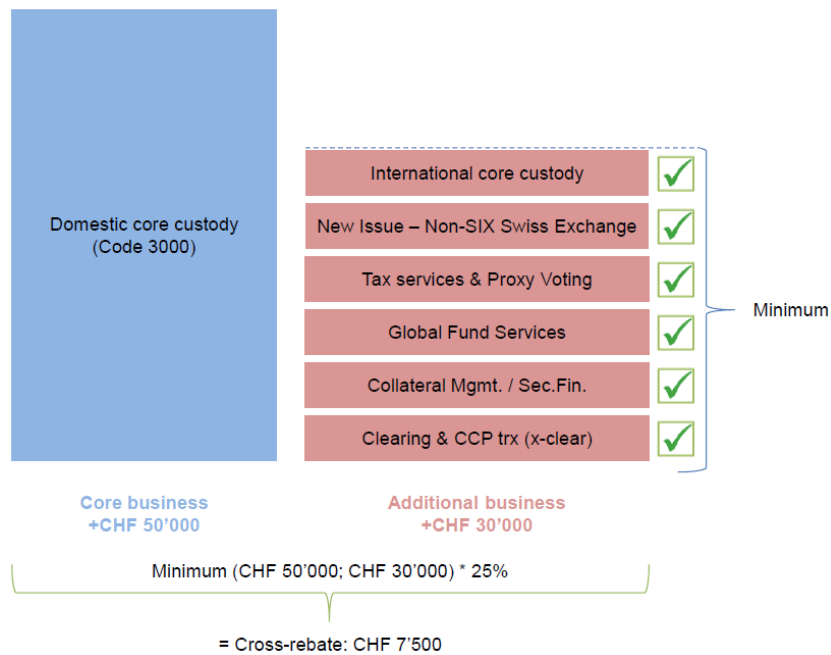 Domestic core custody
(Code 3000)
International core custody
New Issue – Non-SIX Swiss Exchange
Tax services & Proxy Voting
Global Fund Services
Collateral Mgmt. / Sec.Fin.
Clearing & CCP trx (x-clear)
Minimum
Core business
+CHF 50’000
Additional business
+CHF 30’000
Minimum (CHF 50’000; CHF 30’000) * 25%
= Cross-rebate: CHF 7’500